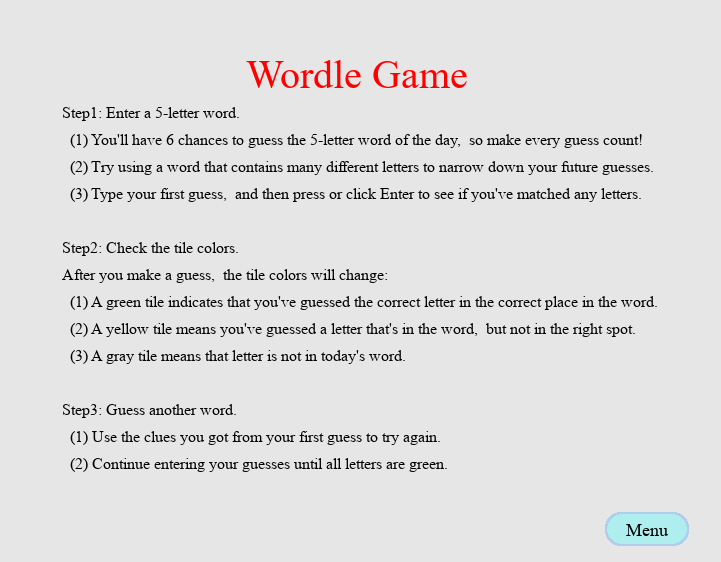 Wordle Game
Step1: Enter a 5-letter word.
(1) You'll have 6 chances to guess the 5-letter word of the day,  so make every guess count!
(2) Try using a word that contains many different letters to narrow down your future guesses.
(3) Type your first guess,  and then press or click Enter to see if you've matched any letters.
Step2: Check the tile colors.
After you make a guess,  the tile colors will change:
(1) A green tile indicates that you've guessed the correct letter in the correct place in the word.
(2) A yellow tile means you've guessed a letter that's in the word,  but not in the right spot.
(3) A gray tile means that letter is not in today's word.
Step3: Guess another word.
(1) Use the clues you got from your first guess to try again.
(2) Continue entering your guesses until all letters are green.
Menu